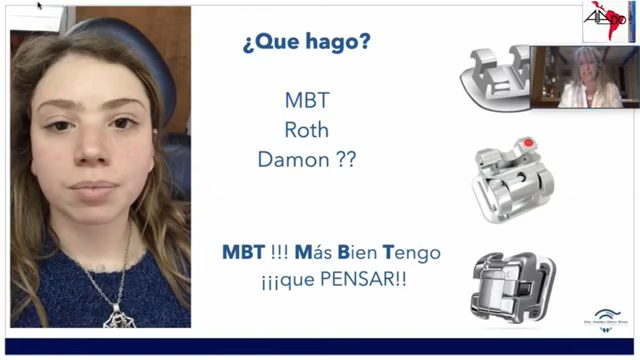 ¿Que hago?
MBT
Roth
Damon ??
MBT !!! Más Bien Tengo
¡¡¡que PENSAR!!